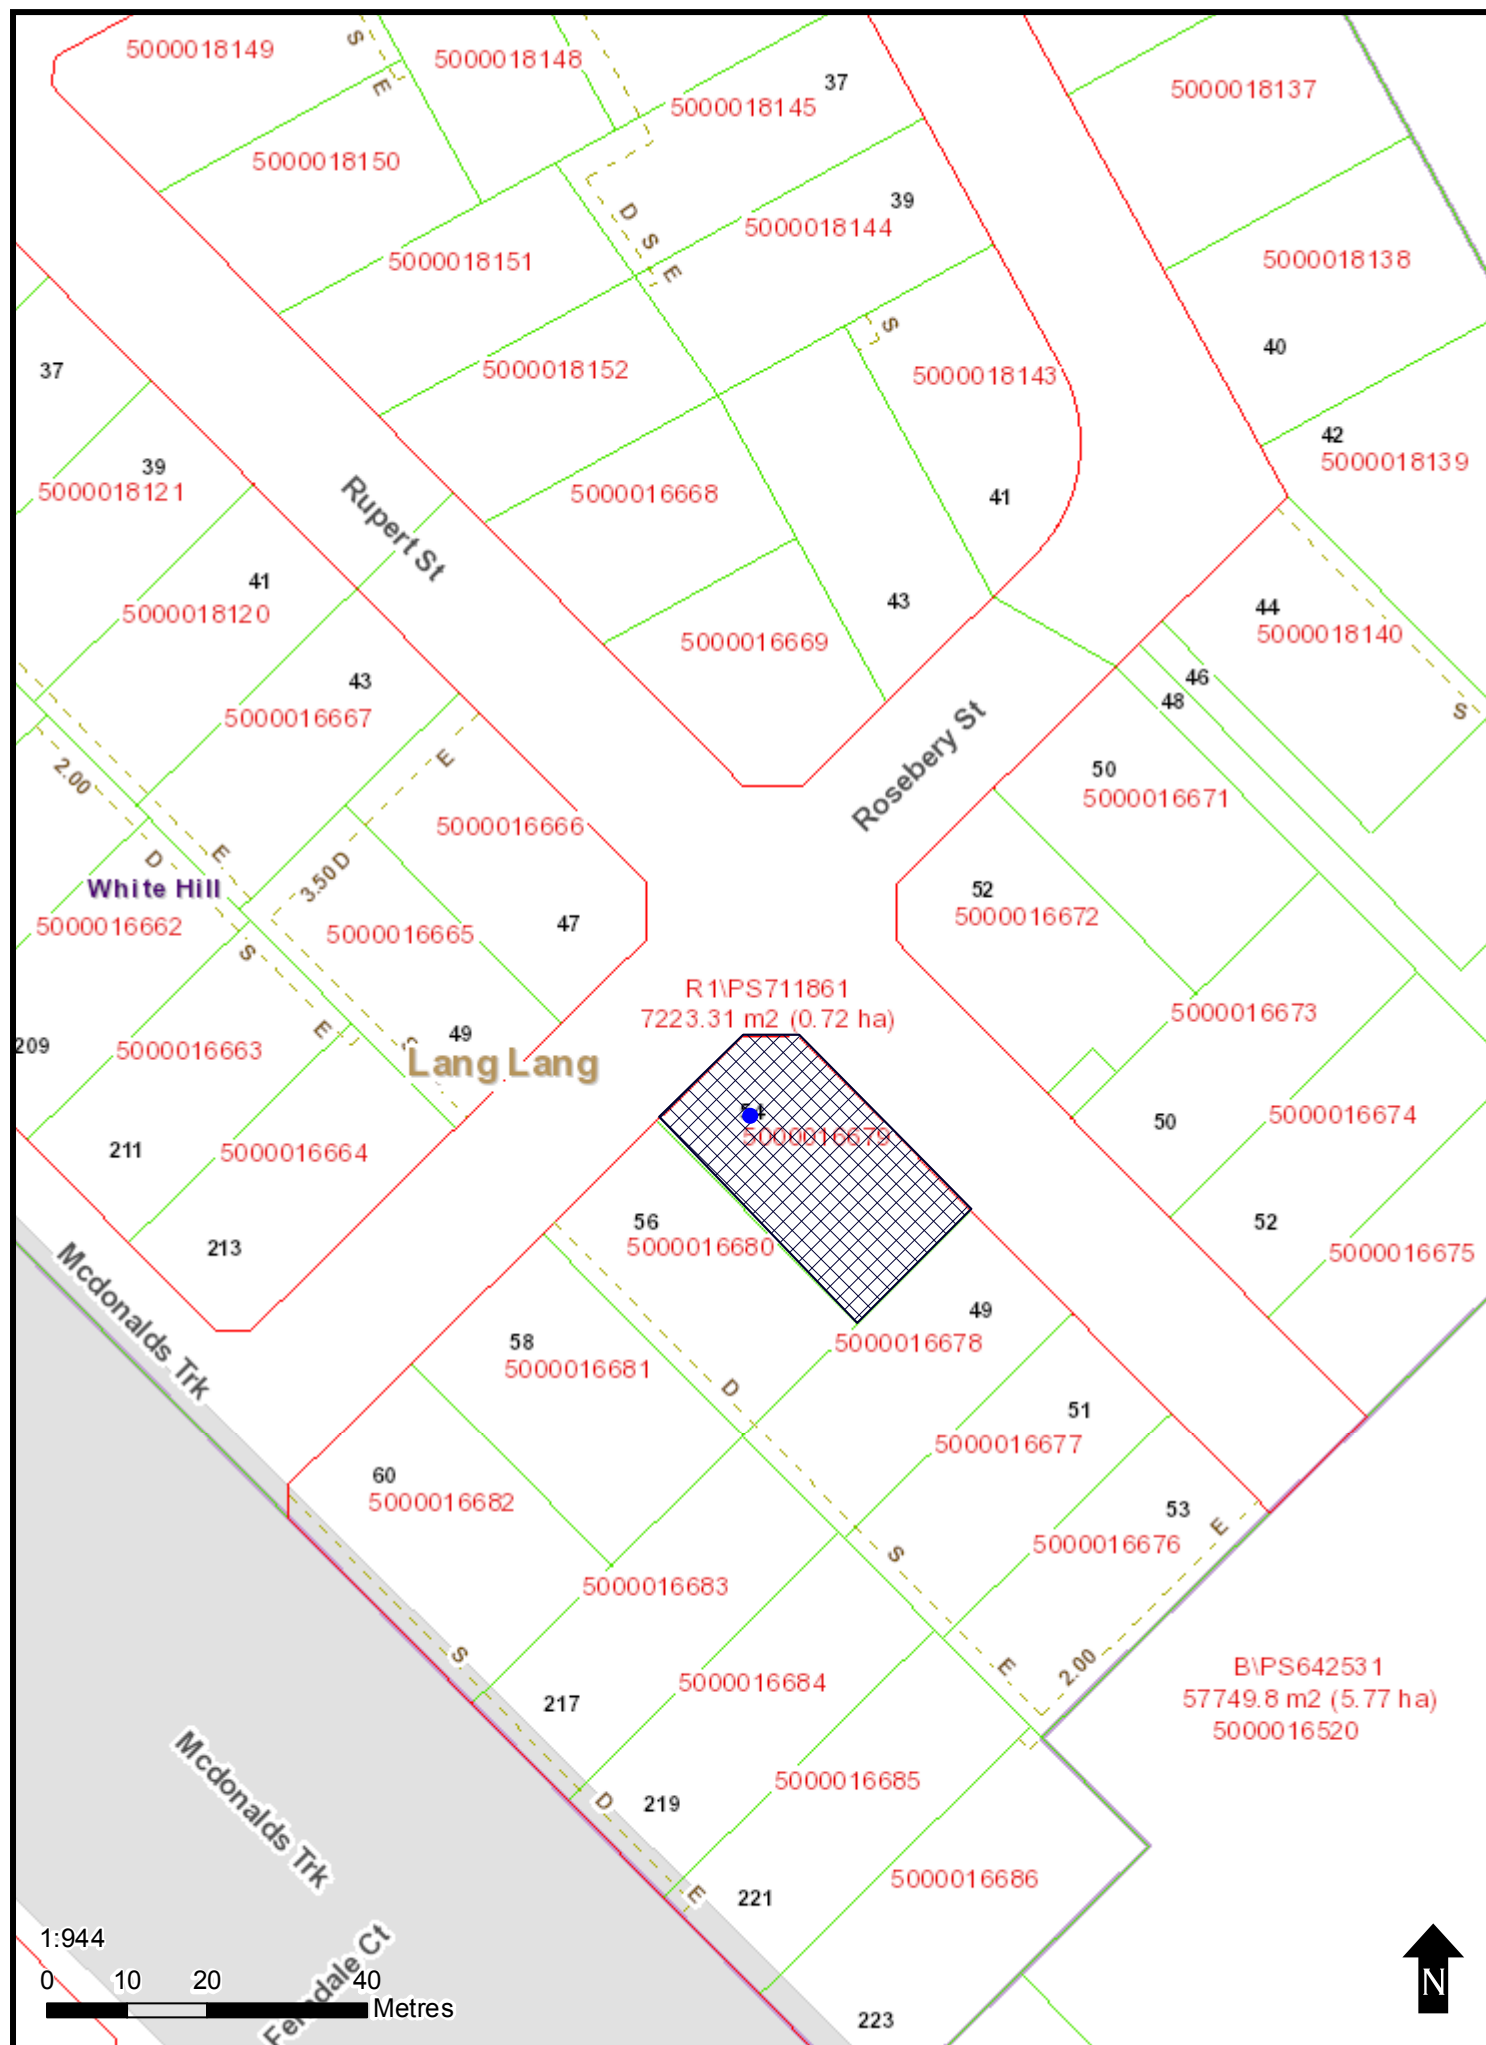 5000018149
S
E
5000018148
37
5000018145
5000018137
5000018150
39
5000018144
D
S
E
5000018151
5000018138
S
40
37
5000018152
5000018143
42
5000018139
39
5000018121
Rupert St
5000016668
41
41
5000018120
43
44
5000018140
5000016669
43
5000016667
46
48
S
Rosebery St
2.00
E
50
5000016671
5000016666
D
E
3.50 D
White Hill
52
5000016672
5000016662
5000016665
47
S
R1\PS711861
7223.31 m2 (0.72 ha)
5000016673
E
S
49
209
5000016663
Lang Lang
54
5000016679
50
5000016674
211
5000016664
56
5000016680
52
5000016675
213
Mcdonalds Trk
49
5000016678
58
5000016681
D
51
5000016677
60
5000016682
53
5000016676
E
S
5000016683
S
E
2.00
B\PS642531
57749.8 m2 (5.77 ha)
5000016520
5000016684
217
Mcdonalds Trk
5000016685
D
219
5000016686
E
221
1:944
Ferndale Ct
0 10 20 40
Metres
N
223